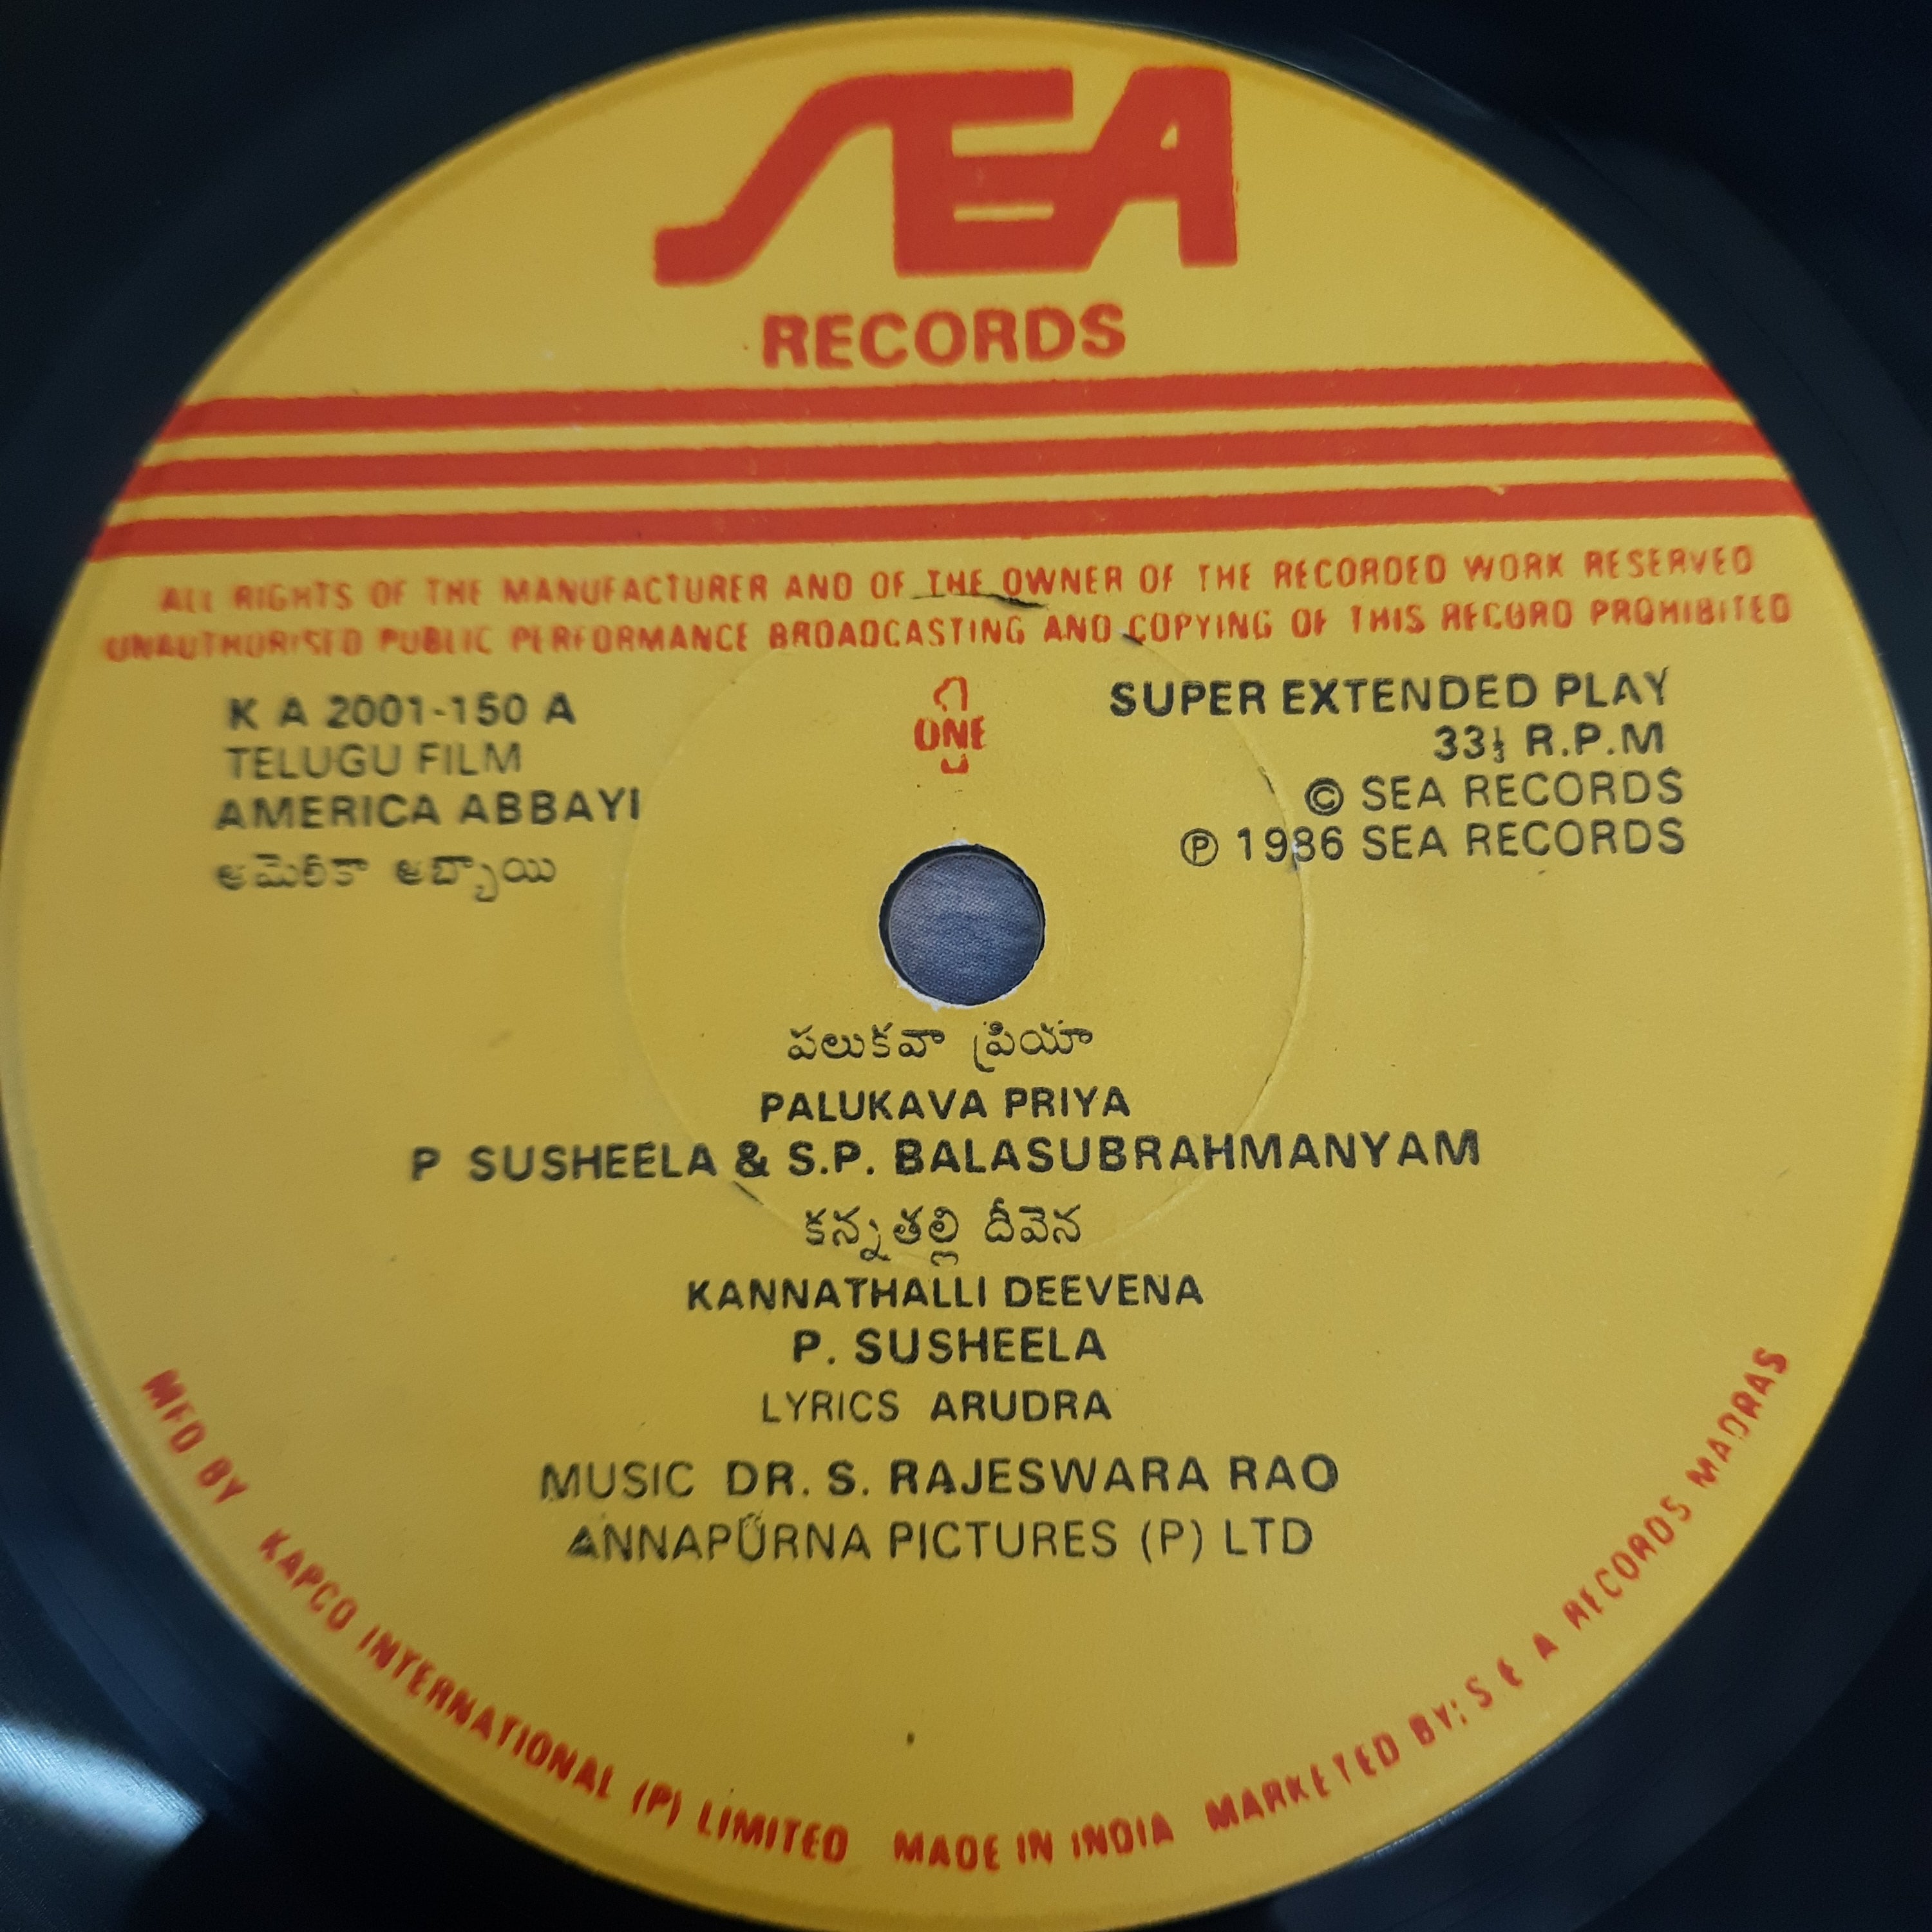 SEA
RECORDS
ALL RIGHTS OF THE MANUFACTURER AND OF THE OWNER OF THE RECORDED WORK RESERVED
UNAUTHORISED PUBLIC PERFORMANCE BROADCASTING AND COPYING OF THIS RECORD PROHIBITED
K A 2001-150 A
TELUGU FILM
AMERICA ABBAYI
అమెరికా అబ్బాయి
ONE
SUPER EXTENDED PLAY
33⅓ R.P.M
© SEA RECORDS
℗ 1986 SEA RECORDS
పలుకవా ప్రియా
PALUKAVA PRIYA
P SUSHEELA & S.P. BALASUBRAHMANYAM
కన్నతల్లి దీవెన
KANNATHALLI DEEVENA
P. SUSHEELA
LYRICS ARUDRA
MUSIC DR. S. RAJESWARA RAO
ANNAPURNA PICTURES (P) LTD
MFD BY KAPCO INTERNATIONAL (P) LIMITED MADE IN INDIA MARKETED BY: S E A RECORDS MADRAS